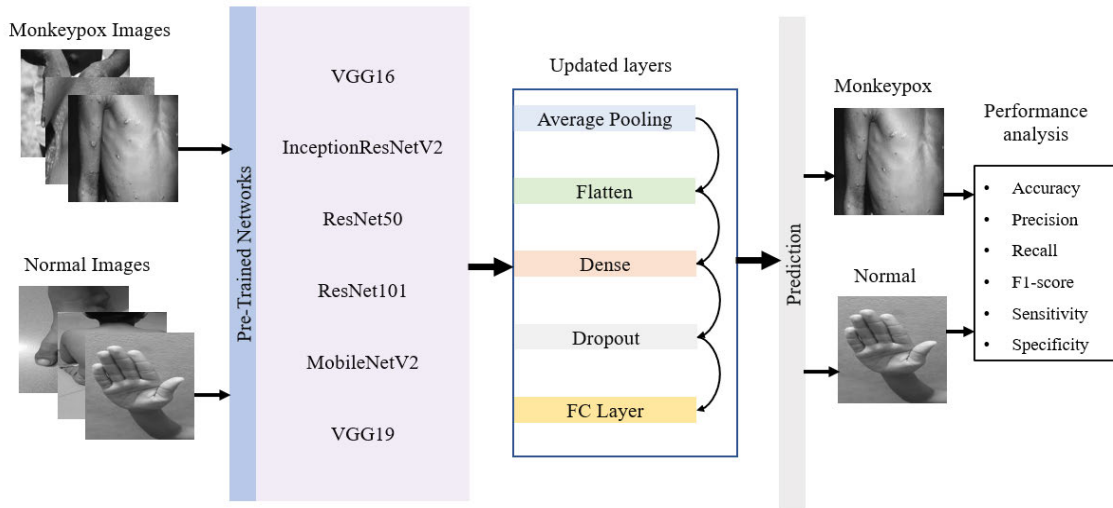 Monkeypox Images
Normal Images
Pre-Trained Networks
VGG16
InceptionResNetV2
ResNet50
ResNet101
MobileNetV2
VGG19
Updated layers
Average Pooling
Flatten
Dense
Dropout
FC Layer
Prediction
Monkeypox
Normal
Performance
analysis
• Accuracy
• Precision
• Recall
• F1-score
• Sensitivity
• Specificity